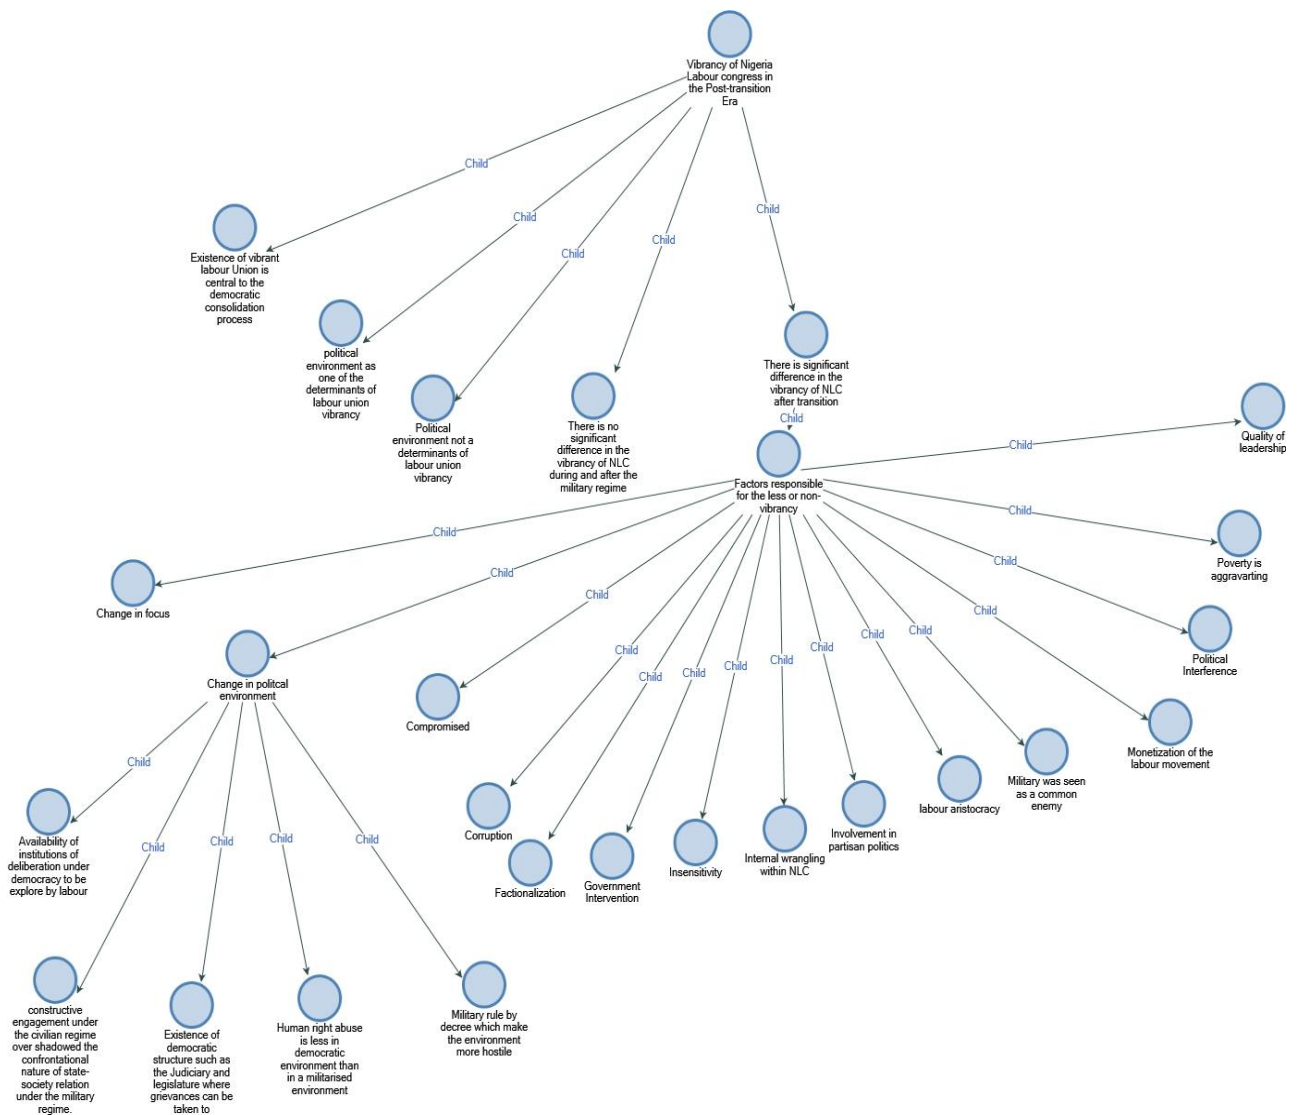 Vibrancy of Nigeria
Labour congress in
the Post-transition
Era
Child
Child
Child
Child
Child
Existence of vibrant
labour Union is
central to the
democratic
consolidation
process
political
environment as
one of the
determinants of
labour union
vibrancy
Political
environment not a
determinants of
labour union
vibrancy
There is no
significant
difference in the
vibrancy of NLC
during and after the
military regime
There is significant
difference in the
vibrancy of NLC
after transition
Child
Factors responsible
for the less or non-
vibrancy
Child
Quality of
leadership
Child
Poverty is
aggravarting
Child
Political
Interference
Child
Monetization of the
labour movement
Child
Military was seen
as a common
enemy
Child
labour aristocracy
Child
Involvement in
partisan politics
Child
Internal wrangling
within NLC
Child
Insensitivity
Child
Government
Intervention
Child
Factionalization
Child
Corruption
Child
Compromised
Child
Change in focus
Child
Change in politcal
environment
Child
Availability of
institutions of
deliberation under
democracy to be
explore by labour
Child
constructive
engagement under
the civilian regime
over shadowed the
confrontational
nature of state-
society relation
under the military
regime.
Child
Existence of
democratic
structure such as
the Judiciary and
legislature where
grievances can be
taken to
Child
Human right abuse
is less in
democratic
environment than
in a militarised
environment
Child
Military rule by
decree which make
the environment
more hostile